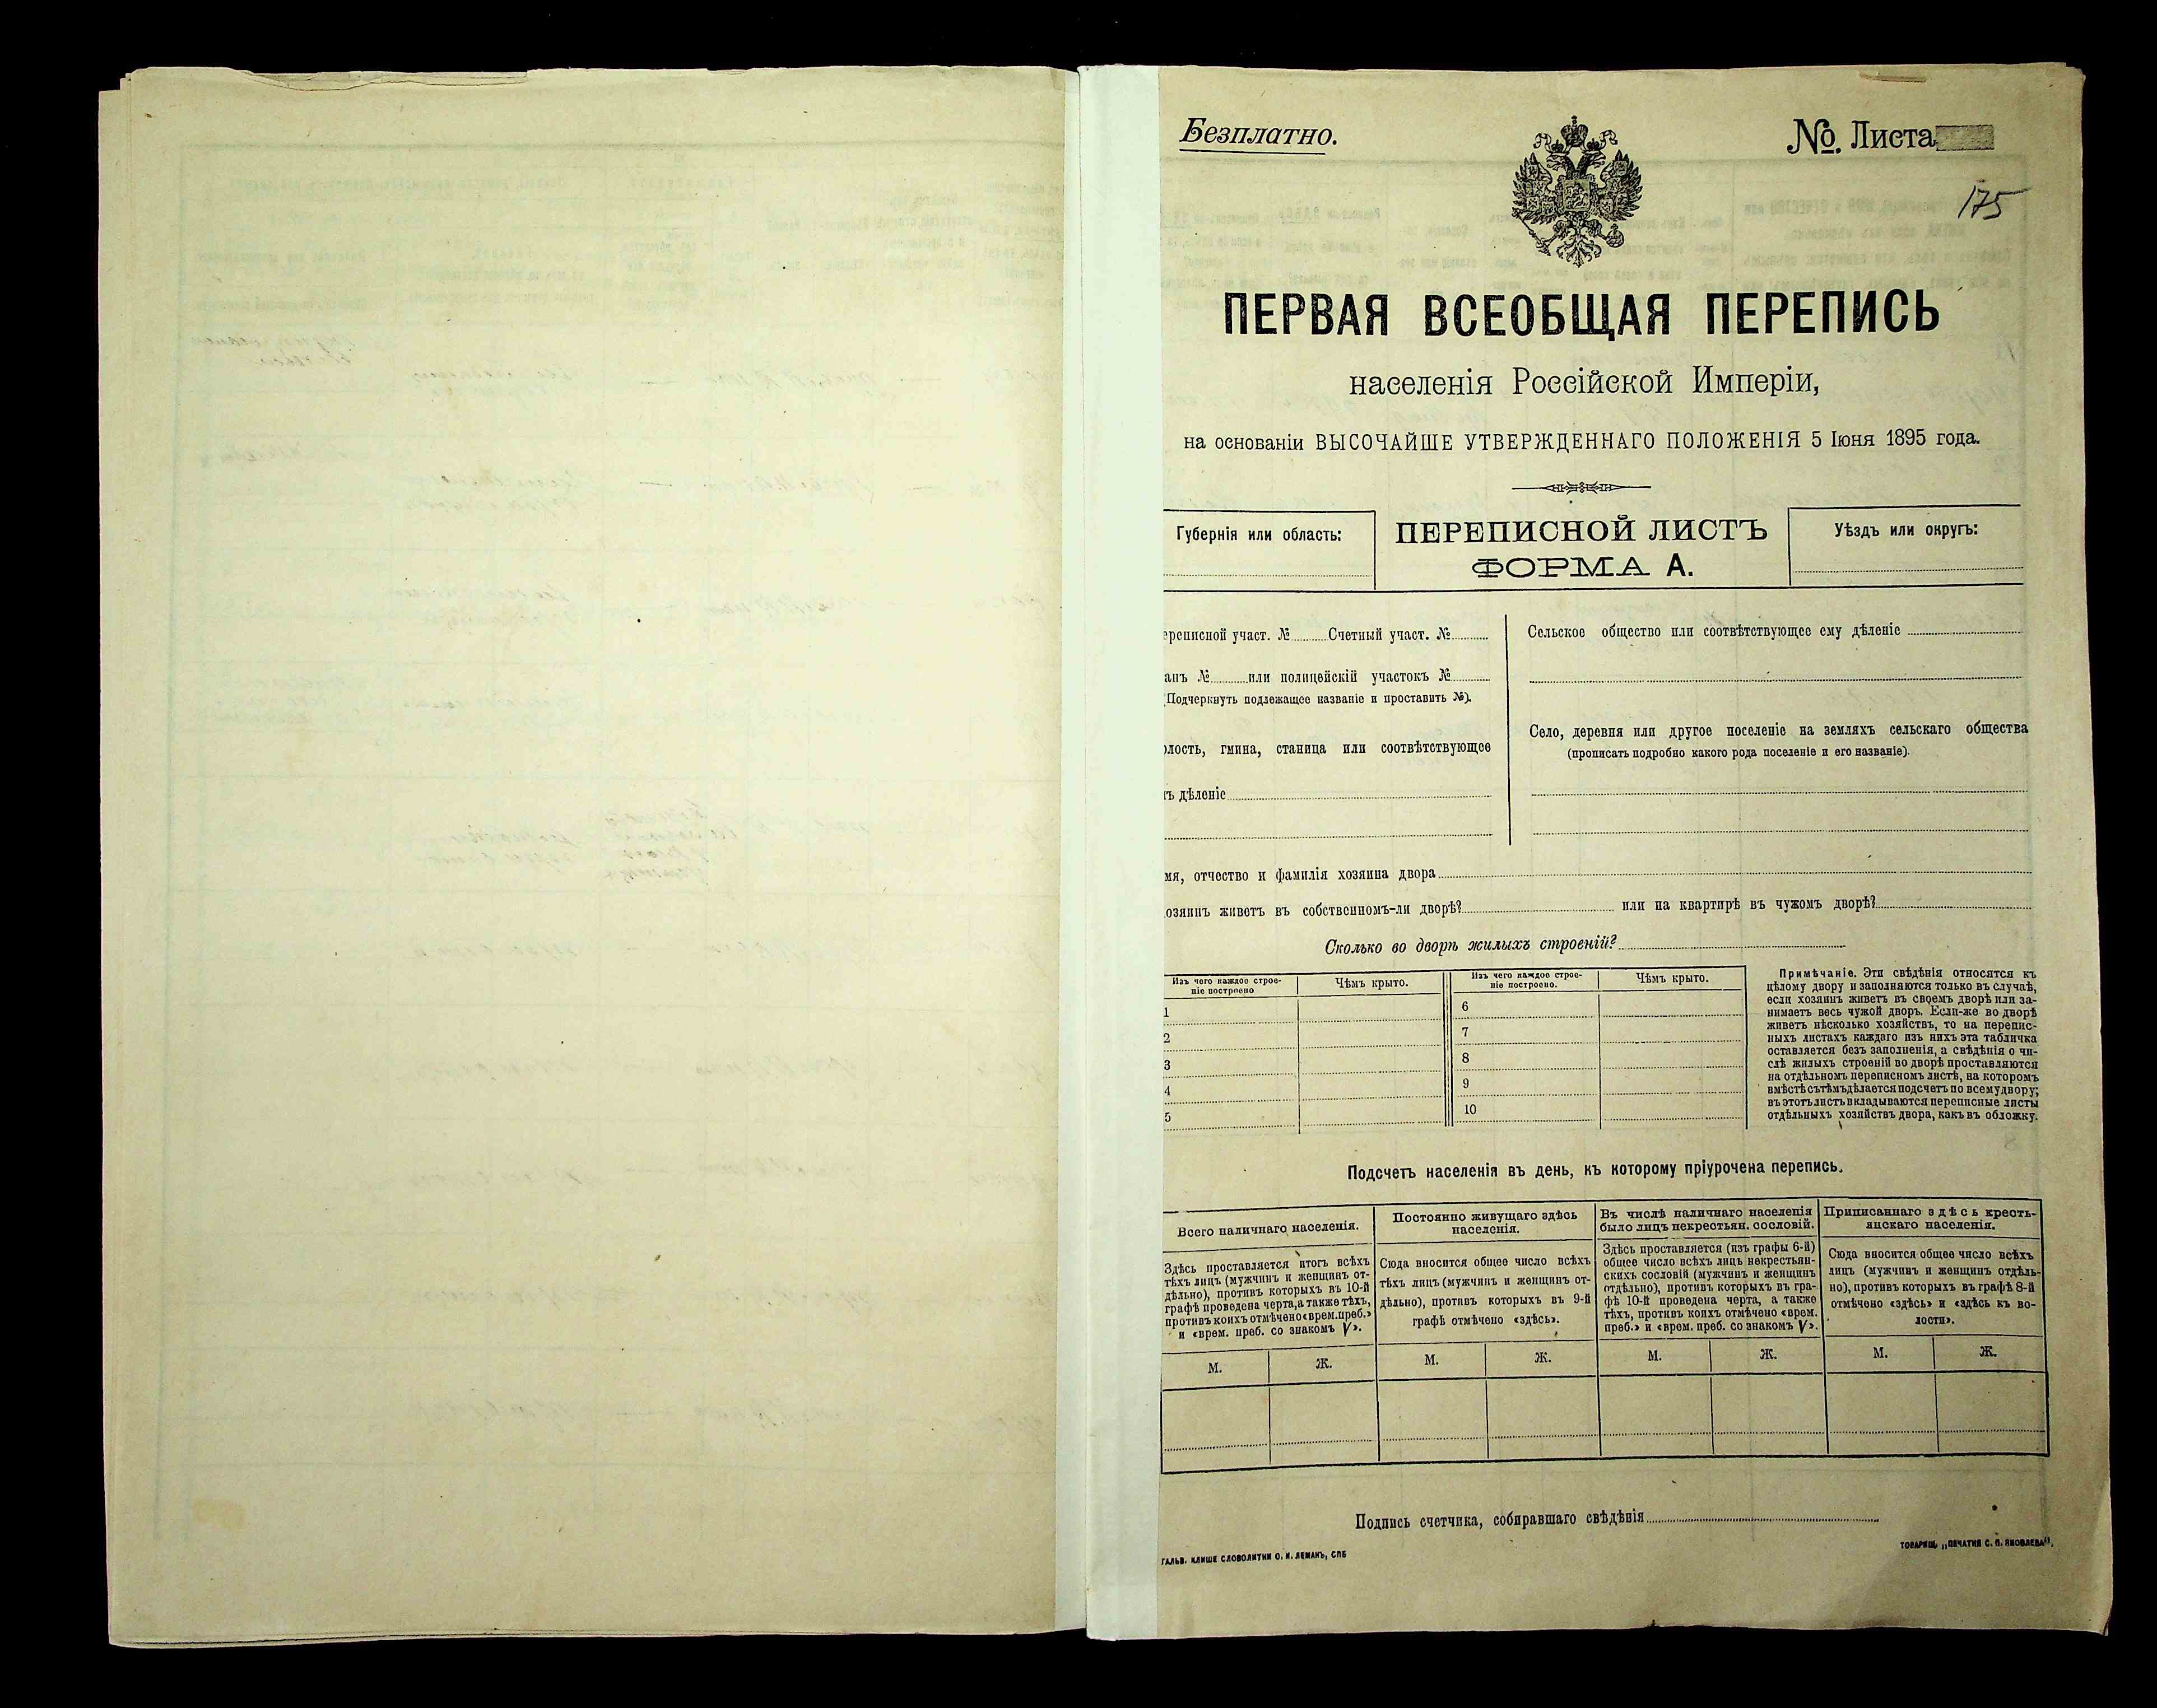 Безплатно.
№. Листа
175
ПЕРВАЯ ВСЕОБЩАЯ ПЕРЕПИСЬ
населенія Россійской Имперіи,
на основаніи ВЫСОЧАЙШЕ УТВЕРЖДЕННАГО ПОЛОЖЕНІЯ 5 Іюня 1895 года.
Губернія или область:
ПЕРЕПИСНОЙ ЛИСТЪ
ФОРМА А.
Уѣздъ или округъ:
ереписной участ. № Счетный участ. №
анъ № или полицейскій участокъ №
(Подчеркнуть подлежащее названіе и проставить №).
олость, гмина, станица или соотвѣтствующее
ъ дѣленіе
Сельское общество или соотвѣтствующее ему дѣленіе
Село, деревня или другое поселеніе на земляхъ сельскаго общества
(прописать подробно какого рода поселеніе и его названіе).
мя, отчество и фамилія хозяина двора
озяинъ живетъ въ собственномъ-ли дворѣ? или на квартирѣ въ чужомъ дворѣ?
Сколько во дворѣ жилыхъ строеній?
Изъ чего каждое строе-
ніе построено
Чѣмъ крыто.
Изъ чего каждое строе-
ніе построено.
Чѣмъ крыто.
1
2
3
4
5
6
7
8
9
10
Примѣчаніе. Эти свѣдѣнія относятся къ
цѣлому двору и заполняются только въ случаѣ,
если хозяинъ живетъ въ своемъ дворѣ или за-
нимаетъ весь чужой дворъ. Если-же во дворѣ
живетъ нѣсколько хозяйствъ, то на перепис-
ныхъ листахъ каждаго изъ нихъ эта табличка
оставляется безъ заполненія, а свѣдѣнія о чи-
слѣ жилыхъ строеній во дворѣ проставляются
на отдѣльномъ переписномъ листѣ, на которомъ
вмѣстѣ съ тѣмъ дѣлается подсчетъ по всему двору;
въ этотъ листъ вкладываются переписные листы
отдѣльныхъ хозяйствъ двора, какъ въ обложку.
Подсчетъ населенія въ день, къ которому пріурочена перепись.
Всего наличнаго населенія.
Здѣсь проставляется итогъ всѣхъ
тѣхъ лицъ (мужчинъ и женщинъ от-
дѣльно), противъ которыхъ въ 10-й
графѣ проведена черта, а также тѣхъ,
противъ коихъ отмѣчено «врем. преб.»
и «врем. преб. со знакомъ V».
М.
Ж.
Постоянно живущаго здѣсь
населенія.
Сюда вносится общее число всѣхъ
тѣхъ лицъ (мужчинъ и женщинъ от-
дѣльно), противъ которыхъ въ 9-й
графѣ отмѣчено «здѣсь».
М.
Ж.
Въ числѣ наличнаго населенія
было лицъ некрестьян. сословій.
Здѣсь проставляется (изъ графы 6-й)
общее число всѣхъ лицъ некрестьян-
скихъ сословій (мужчинъ и женщинъ
отдѣльно), противъ которыхъ въ гра-
фѣ 10-й проведена черта, а также
тѣхъ, противъ коихъ отмѣчено «врем.
преб.» и «врем. преб. со знакомъ V».
М.
Ж.
Приписаннаго здѣсь кресть-
янскаго населенія.
Сюда вносится общее число всѣхъ
лицъ (мужчинъ и женщинъ отдѣль-
но), противъ которыхъ въ графѣ 8-й
отмѣчено «здѣсь» и «здѣсь къ во-
лости».
М.
Ж.
Подпись счетчика, собиравшаго свѣдѣнія
ГАЛЬВ. КЛИШЕ СЛОВОЛИТНИ О. И. ЛЕМАНЪ, СПБ
ТОВАРИЩ. „ПЕЧАТНЯ С. П. ЯКОВЛЕВА“.